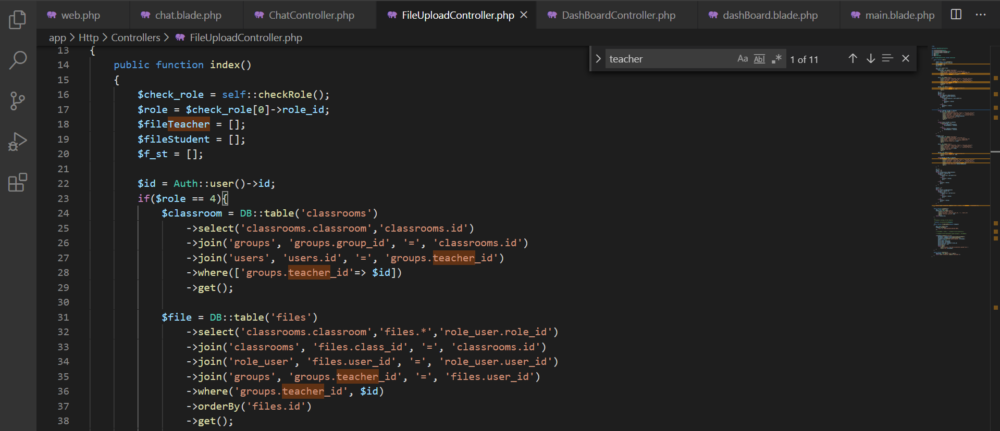 web.php chat.blade.php ChatController.php FileUploadController.php DashBoardController.php dashBoard.blade.php main.blade.php
app > Http > Controllers > FileUploadController.php
teacher Aa Abl .* 1 of 11
13 {
14 public function index()
15 {
16 $check_role = self::checkRole();
17 $role = $check_role[0]->role_id;
18 $fileTeacher = [];
19 $fileStudent = [];
20 $f_st = [];
21
22 $id = Auth::user()->id;
23 if($role == 4){
24 $classroom = DB::table('classrooms')
25 ->select('classrooms.classroom','classrooms.id')
26 ->join('groups', 'groups.group_id', '=', 'classrooms.id')
27 ->join('users', 'users.id', '=', 'groups.teacher_id')
28 ->where(['groups.teacher_id'=> $id])
29 ->get();
30
31 $file = DB::table('files')
32 ->select('classrooms.classroom','files.*','role_user.role_id')
33 ->join('classrooms', 'files.class_id', '=', 'classrooms.id')
34 ->join('role_user', 'files.user_id', '=', 'role_user.user_id')
35 ->join('groups', 'groups.teacher_id', '=', 'files.user_id')
36 ->where('groups.teacher_id', $id)
37 ->orderBy('files.id')
38 ->get();